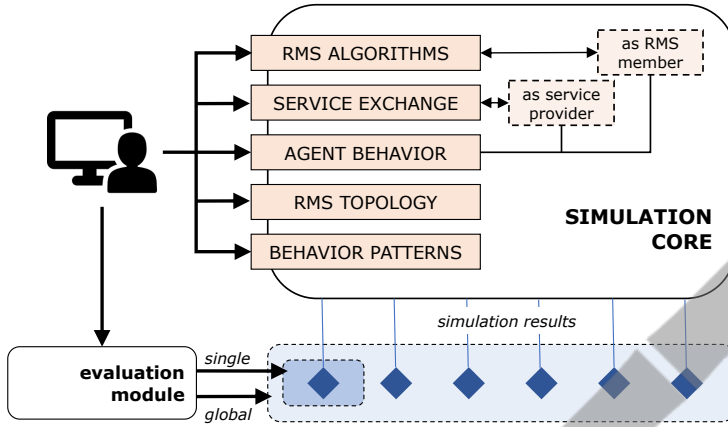 RMS ALGORITHMS
as RMS
member
SERVICE EXCHANGE
as service
provider
AGENT BEHAVIOR
RMS TOPOLOGY
SIMULATION
CORE
BEHAVIOR PATTERNS
simulation results
evaluation
module
single
global